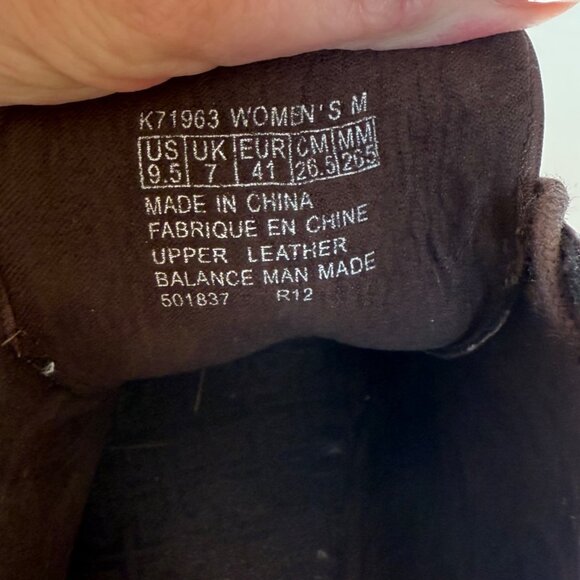 K71963 WOMEN'S M
US UK EUR CM MM
9.5 7 41 26.5 265
MADE IN CHINA
FABRIQUE EN CHINE
UPPER LEATHER
BALANCE MAN MADE
501837 R12